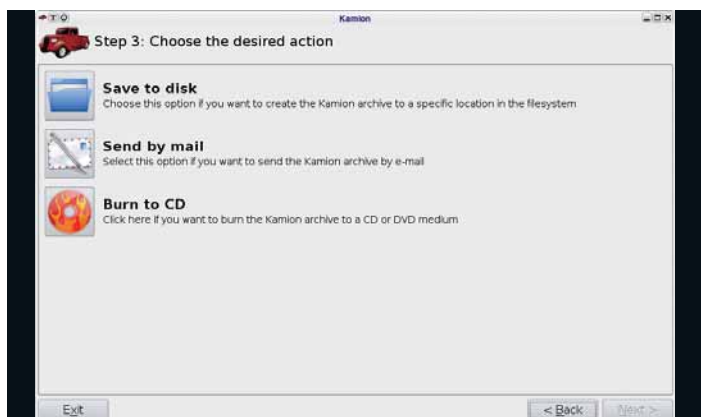 Kamion
Step 3: Choose the desired action
Save to disk
Choose this option if you want to create the Kamion archive to a specific location in the filesystem
Send by mail
Select this option if you want to send the Kamion archive by e-mail
Burn to CD
Click here if you want to burn the Kamion archive to a CD or DVD medium
Exit
< Back
Next >